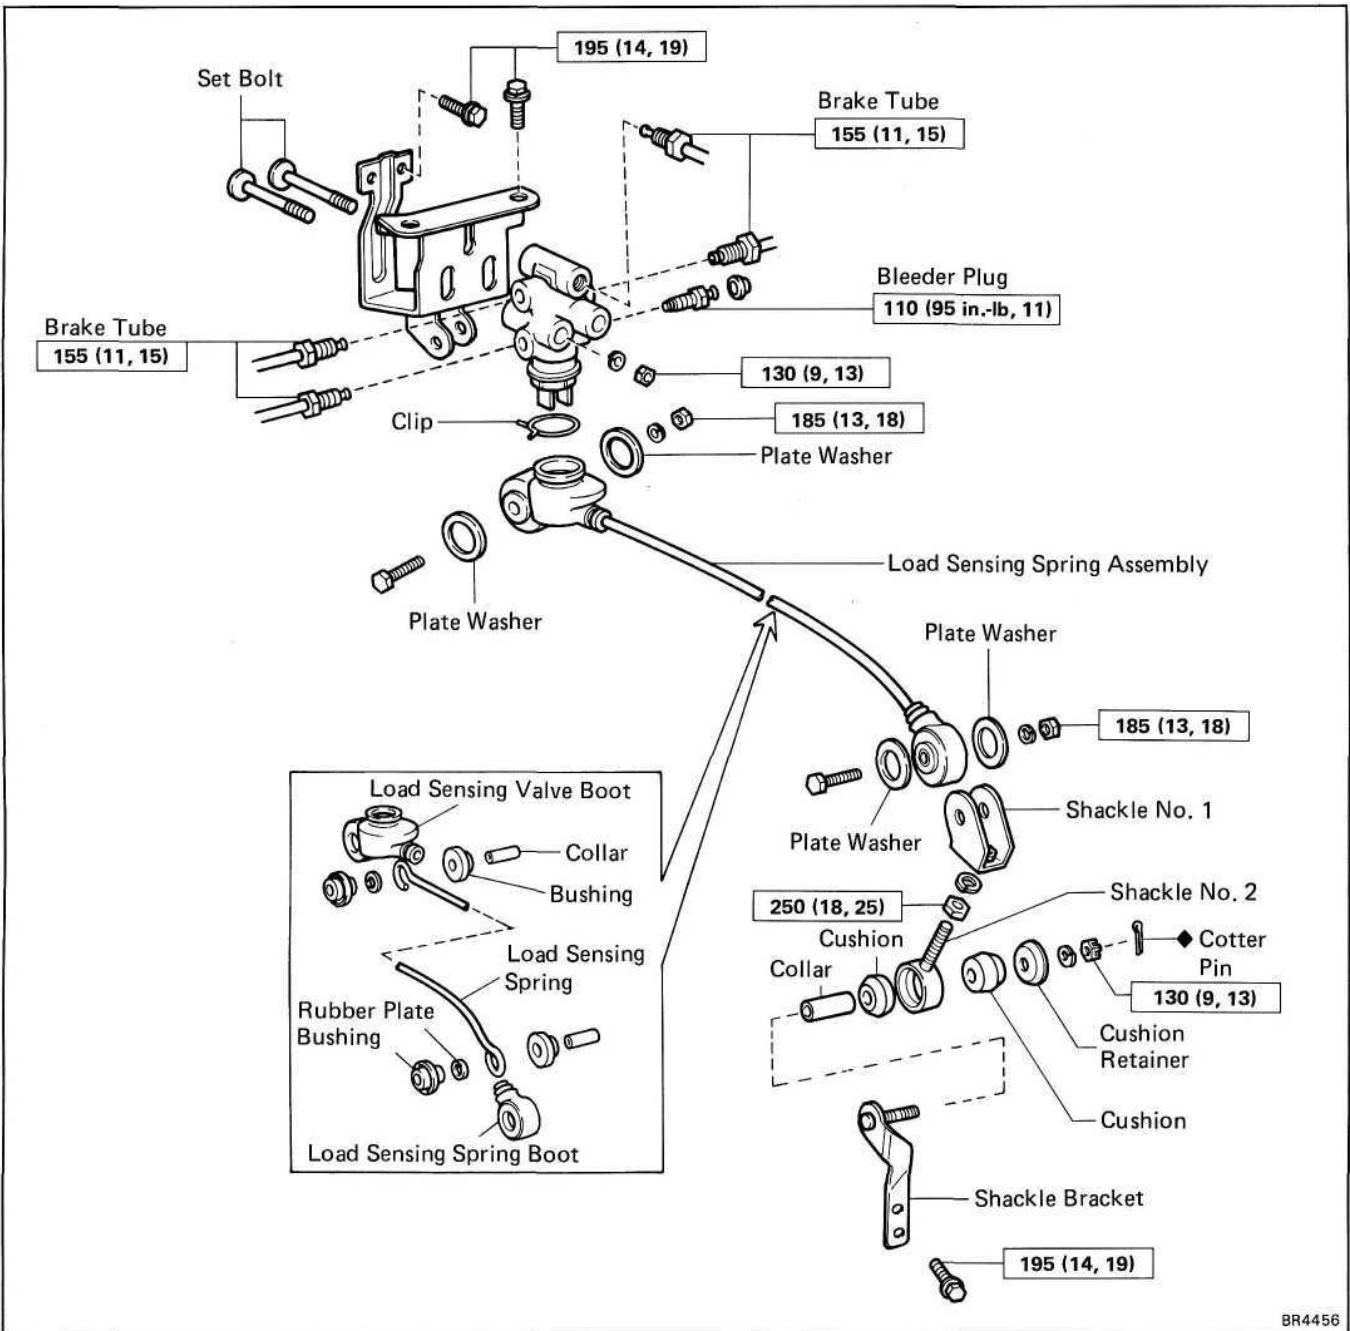 195 (14, 19)
Set Bolt
Brake Tube
155 (11, 15)
Bleeder Plug
110 (95 in.-lb, 11)
Brake Tube
155 (11, 15)
130 (9, 13)
Clip
185 (13, 18)
Plate Washer
Load Sensing Spring Assembly
Plate Washer
Plate Washer
185 (13, 18)
Load Sensing Valve Boot
Shackle No. 1
Plate Washer
Collar
Bushing
Shackle No. 2
250 (18, 25)
Cushion
Collar
◆ Cotter
Pin
130 (9, 13)
Load Sensing
Spring
Rubber Plate
Bushing
Cushion
Retainer
Cushion
Load Sensing Spring Boot
Shackle Bracket
195 (14, 19)
BR4456